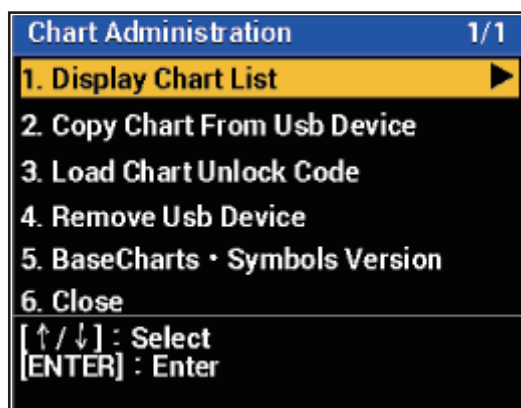 Chart Administration 1/1
1. Display Chart List
2. Copy Chart From Usb Device
3. Load Chart Unlock Code
4. Remove Usb Device
5. BaseCharts・Symbols Version
6. Close
[↑/↓] : Select
[ENTER] : Enter